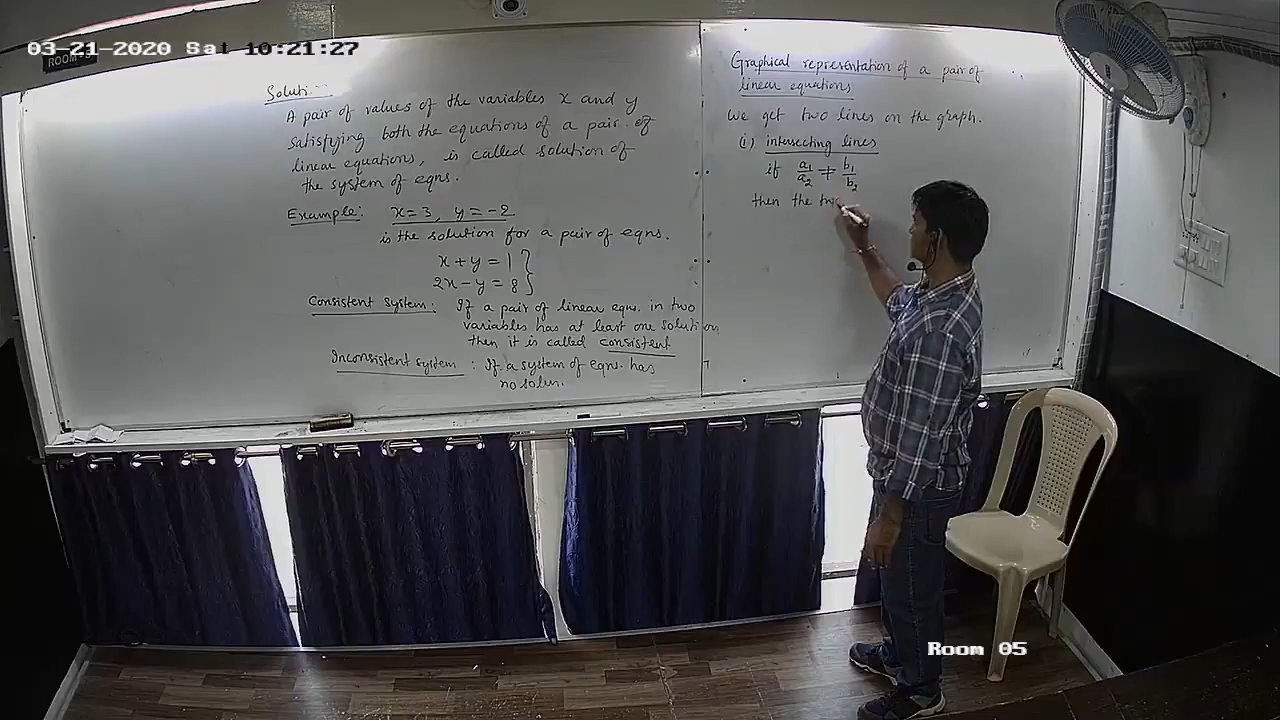 03-21-2020 Sat 10:21:27
ROOM-5
Soluti
A pair of values of the variables x and y
satisfying both the equations of a pair of
linear equations, is called solution of
the system of eqns.
Example: x=3, y=-2
is the solution for a pair of eqns.
x+y=1 }
2x-y=8 }
Consistent system: If a pair of linear eqns. in two
variables has at least one solution
then it is called consistent
Inconsistent system: If a system of eqns. has
no soln.
Graphical representation of a pair of
linear equations
We get two lines on the graph.
(i) intersecting lines
if a₁/a₂ ≠ b₁/b₂
then the two
Room 05